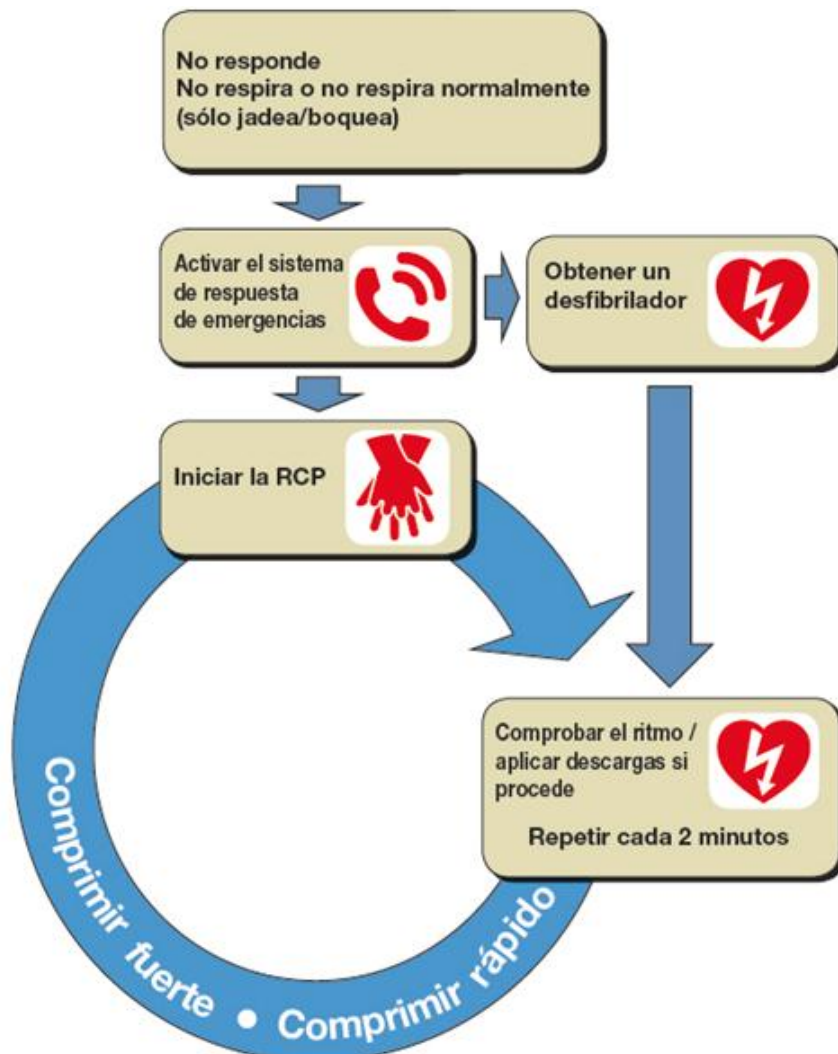 No responde
No respira o no respira normalmente
(sólo jadea/boquea)
Activar el sistema
de respuesta
de emergencias
Obtener un
desfibrilador
Iniciar la RCP
Comprobar el ritmo /
aplicar descargas si
procede
Repetir cada 2 minutos
Comprimir fuerte • Comprimir rápido